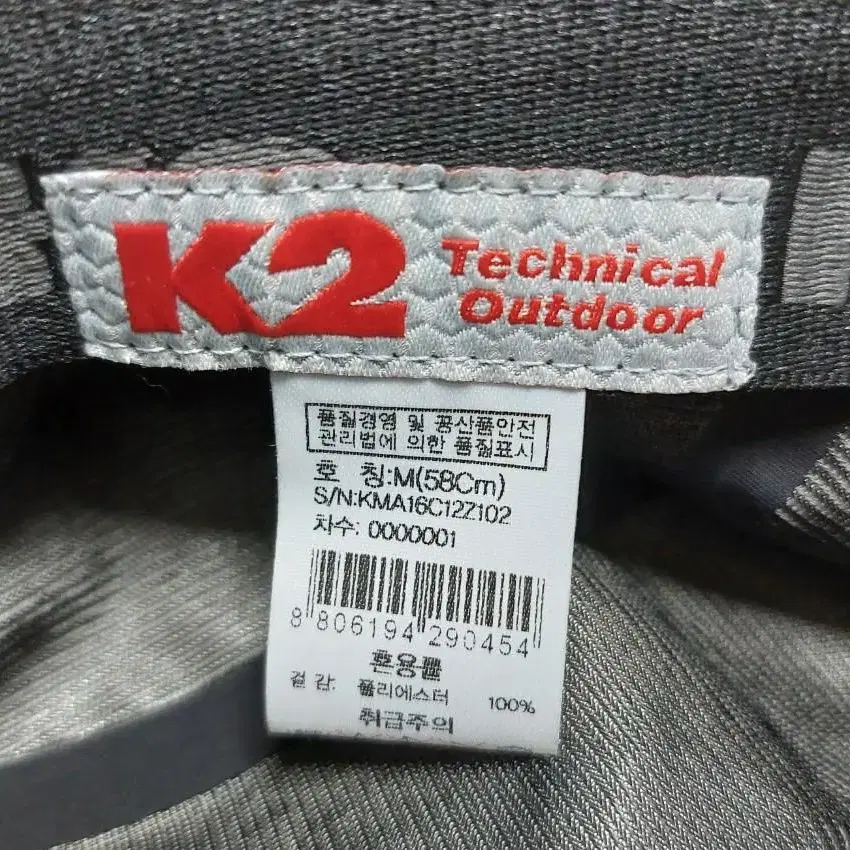 K2 Technical
Outdoor
품질경영 및 공산품안전
관리법에 의한 품질표시
호 칭:M(58Cm)
S/N:KMA16C12Z102
차수: 0000001
8 806194 290454
혼용률
겉 감: 폴리에스터 100%
취급주의